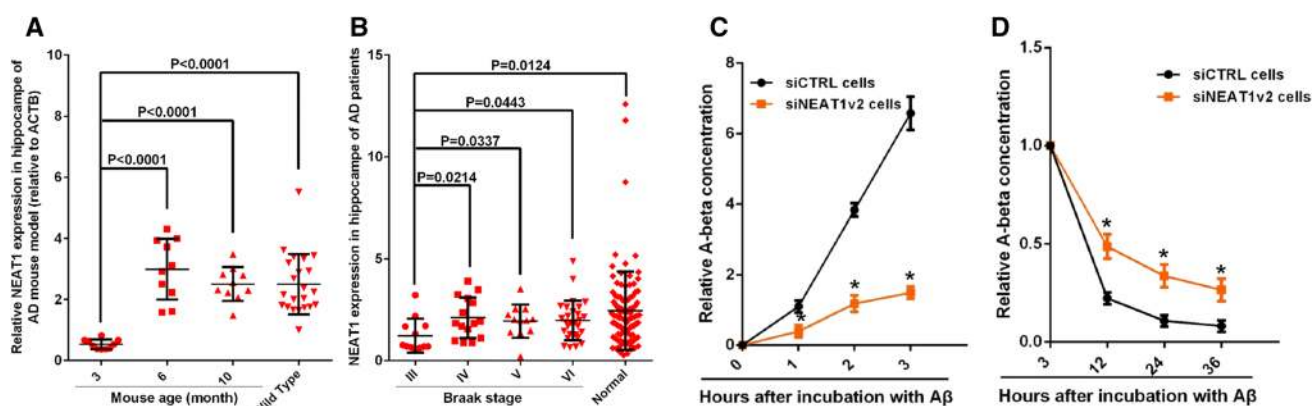 A
Relative NEAT1 expression in hippocampe of
AD mouse model (relative to ACTB)
10
8
6
4
2
0
P<0.0001
P<0.0001
P<0.0001
3
6
10
Wild Type
Mouse age (month)
B
NEAT1 expression in hippocampe of AD patients
15
10
5
0
P=0.0124
P=0.0443
P=0.0337
P=0.0214
III
IV
V
VI
Normal
Braak stage
C
Relative A-beta concentration
8
6
4
2
0
siCTRL cells
siNEAT1v2 cells
*
*
*
0
1
2
3
Hours after incubation with Aβ
D
Relative A-beta concentration
1.5
1.0
0.5
0.0
siCTRL cells
siNEAT1v2 cells
*
*
*
3
12
24
36
Hours after incubation with Aβ